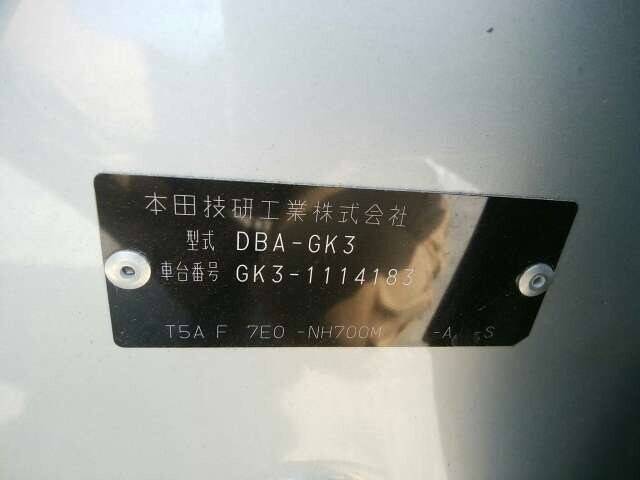 本田技研工業株式会社
型式 DBA-GK3
車台番号 GK3-1114183
T5A F 7E0 -NH700M -A S